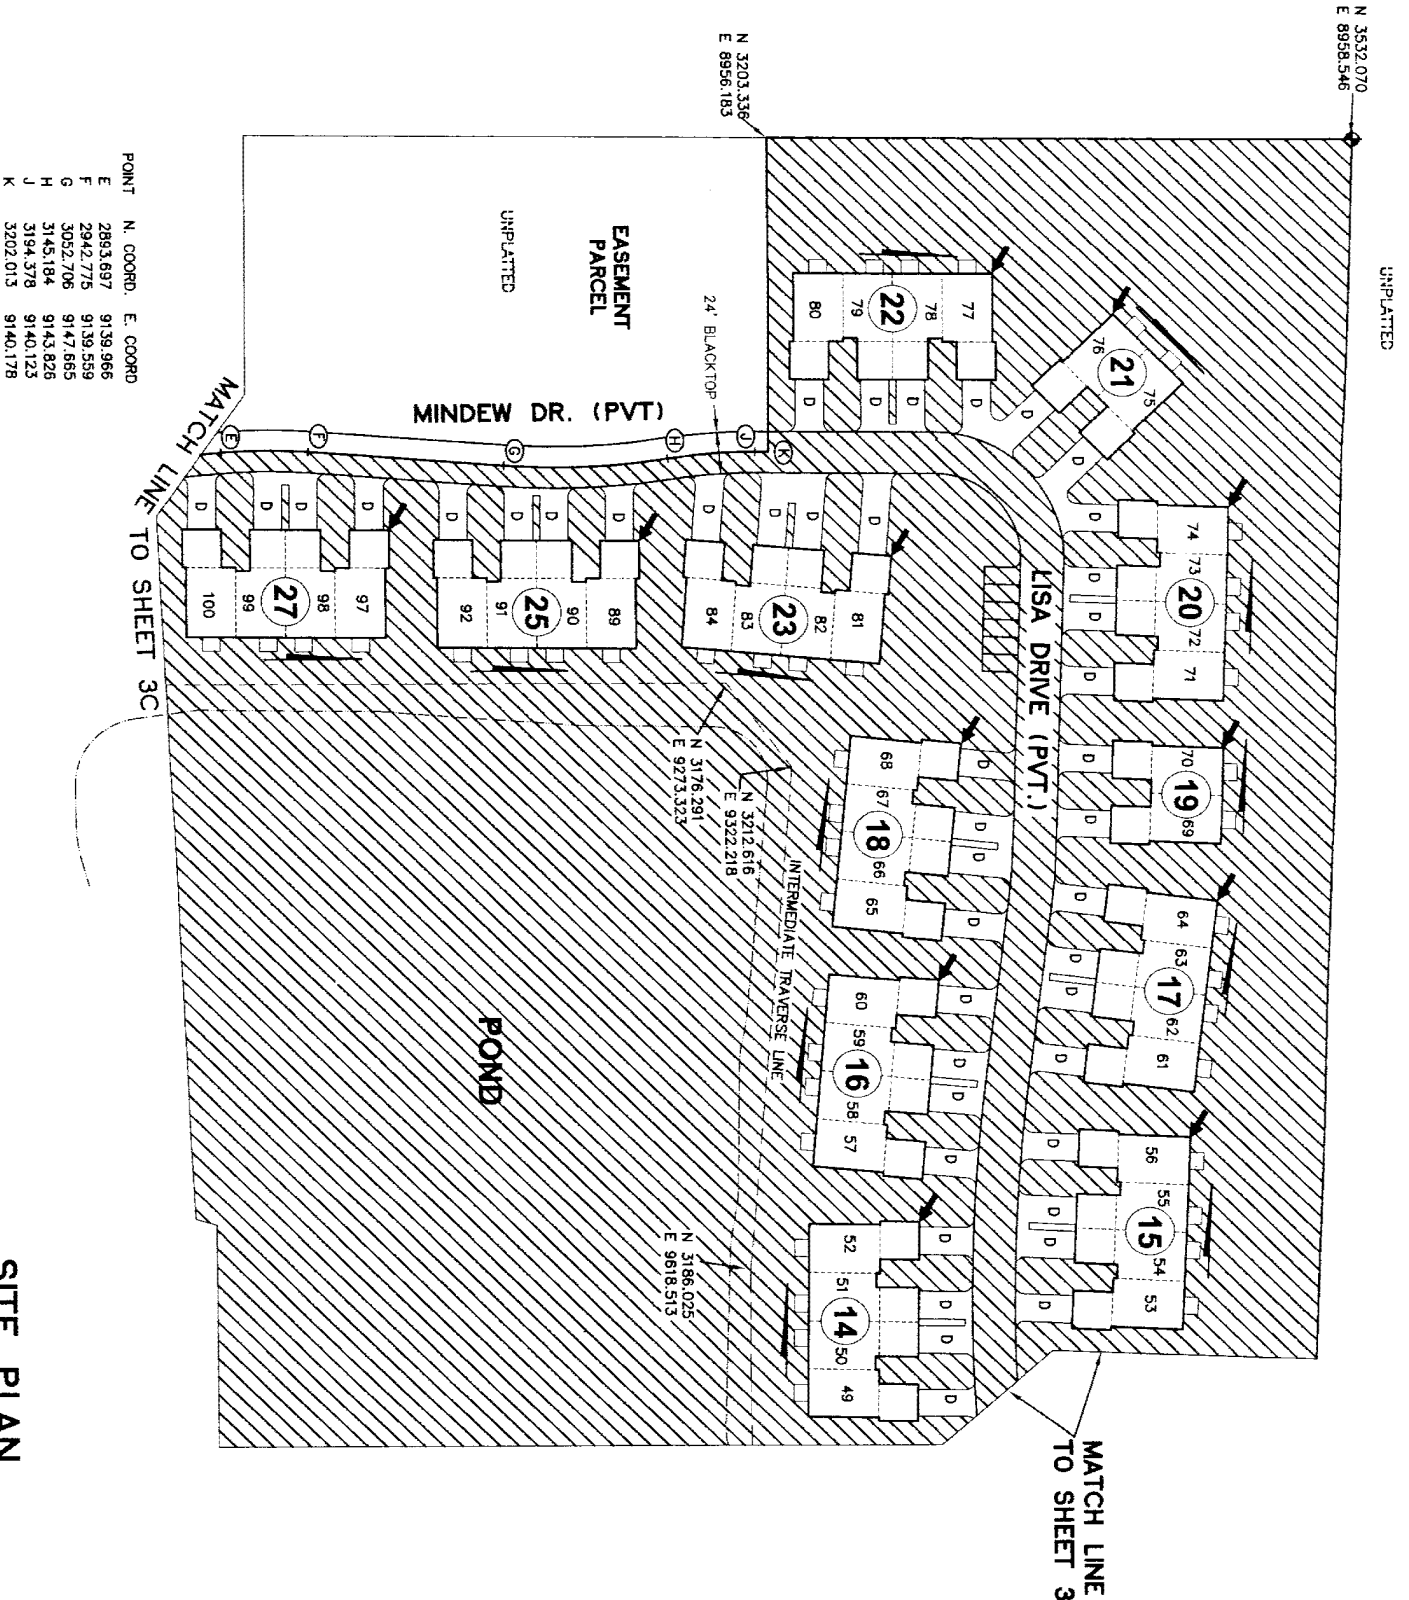 N 3532.070
E 8958.546
UNPLATTED
N 3203.336
E 8956.183
EASEMENT
PARCEL
UNPLATTED
24' BLACKTOP
MINDEW DR. (PVT)
LISA DRIVE (PVT.)
POINT N. COORD. E. COORD
E 2893.697 9139.966
F 2942.775 9139.559
G 3052.706 9147.665
H 3145.184 9143.826
J 3194.378 9140.123
K 3202.013 9140.178
E
F
G
H
J
K
MATCH LINE TO SHEET 3C
22
77
78
79
80
D
D
D
D
21
76
75
D
D
20
74
73
72
71
D
D
D
D
19
70
69
D
D
17
64
63
62
61
D
D
D
D
15
56
55
54
53
D
D
D
D
27
97
98
99
100
D
D
D
D
25
89
90
91
92
D
D
D
D
23
81
82
83
84
D
D
D
D
18
68
67
66
65
D
D
D
D
16
60
59
58
57
D
D
D
D
14
52
51
50
49
D
D
D
D
N 3176.291
E 9273.323
N 3212.616
E 9322.218
INTERMEDIATE TRAVERSE LINE
N 3186.025
E 9618.513
POND
MATCH LINE
TO SHEET 3
SITE PLAN